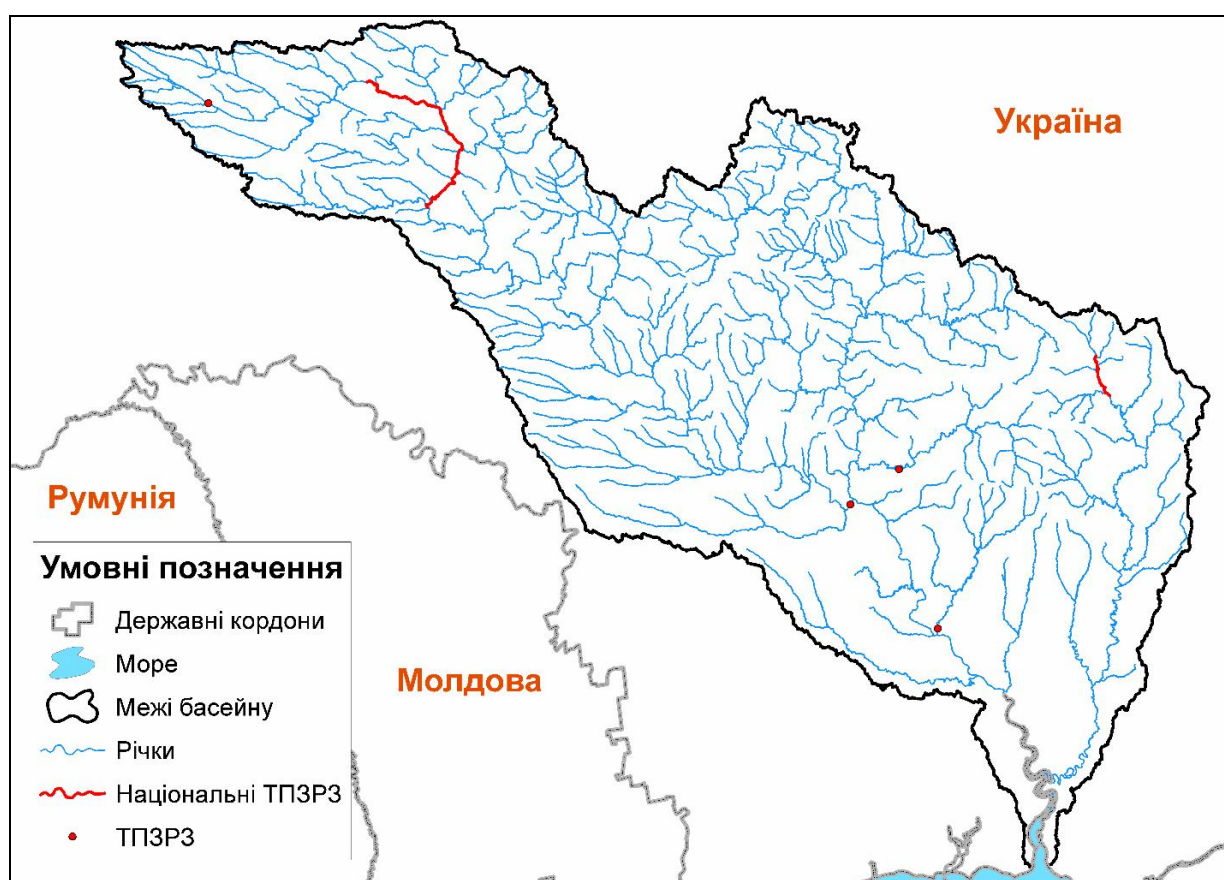 Україна
Румунія
Молдова
Умовні позначення
Державні кордони
Море
Межі басейну
Річки
Національні ТПЗРЗ
ТПЗРЗ